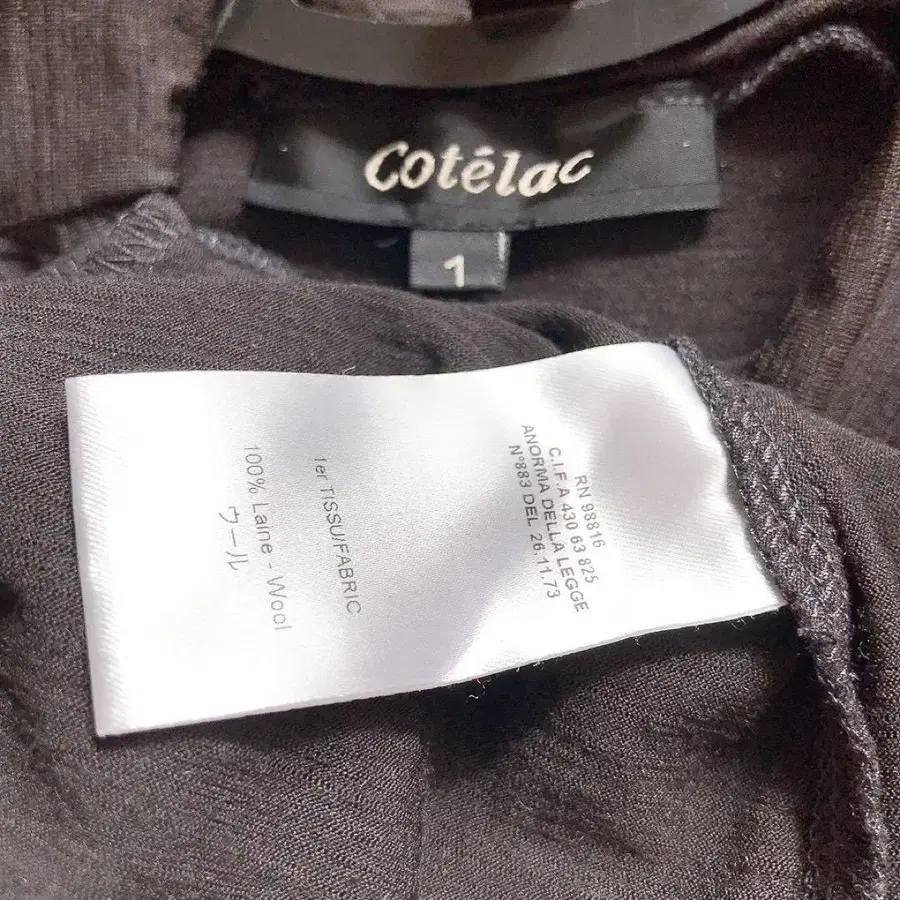 Cotélac
1
RN 98816
C.I.F.A 430 63 825
ANORMA DELLA LEGGE
N°883 DEL 26.11.73
1er TISSU/FABRIC
100% Laine - Wool
ウール